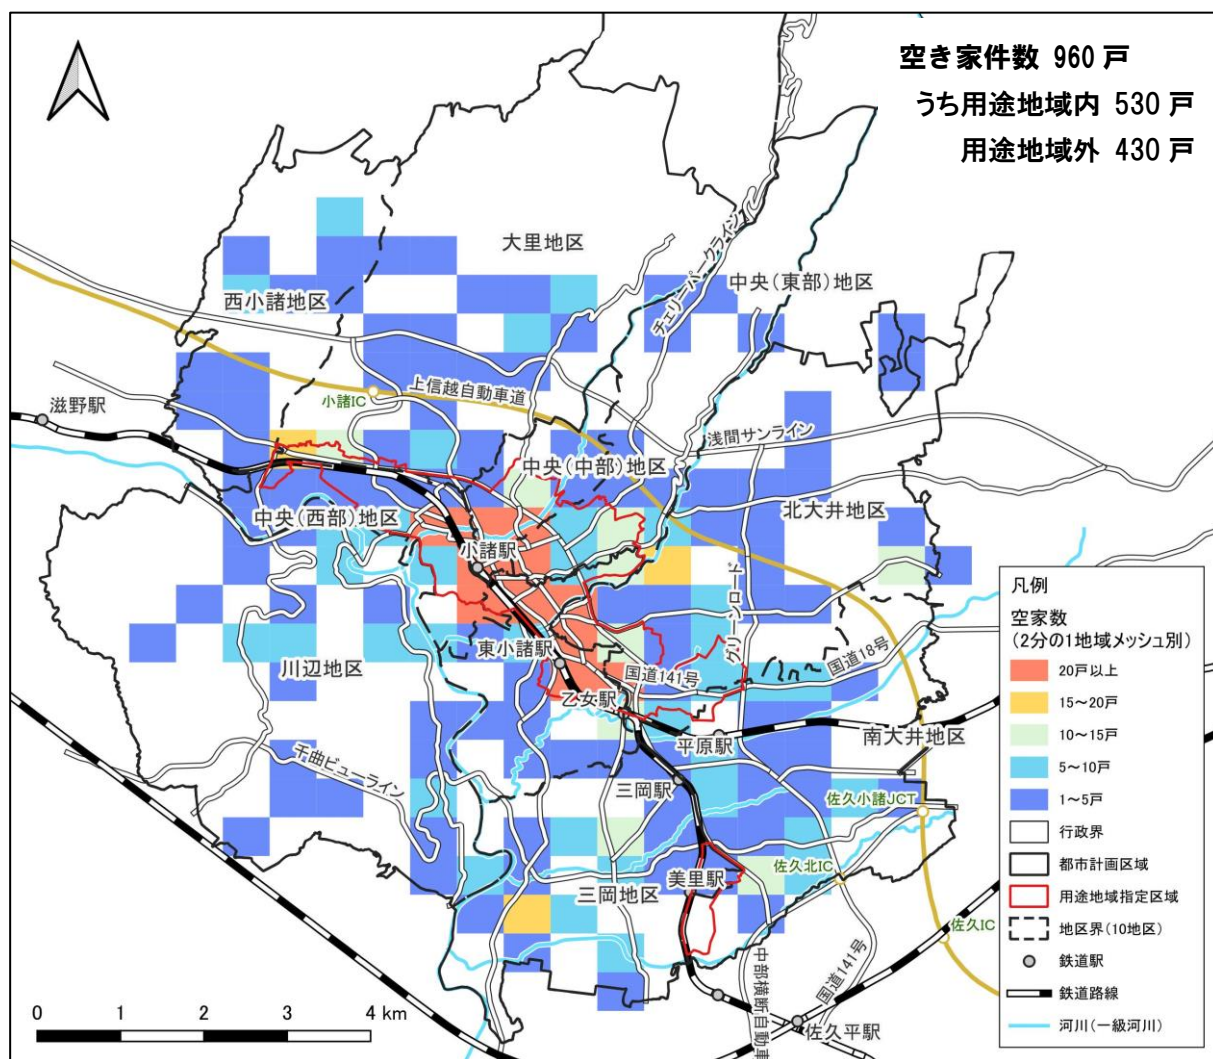 空き家件数 960 戸
うち用途地域内 530 戸
用途地域外 430 戸
大里地区
チェリーパークライン
中央(東部)地区
西小諸地区
滋野駅
小諸IC
上信越自動車道
浅間サンライン
中央(中部)地区
北大井地区
中央(西部)地区
小諸駅
グリーンロード
東小諸駅
川辺地区
国道141号
国道18号
乙女駅
平原駅
南大井地区
千曲ビューライン
三岡駅
佐久小諸JCT
美里駅
佐久北IC
三岡地区
佐久IC
中部横断自動車
国道141号
佐久平駅
0 1 2 3 4 km
凡例
空家数
(2分の1地域メッシュ別)
20戸以上
15~20戸
10~15戸
5~10戸
1~5戸
行政界
都市計画区域
用途地域指定区域
地区界(10地区)
鉄道駅
鉄道路線
河川(一級河川)